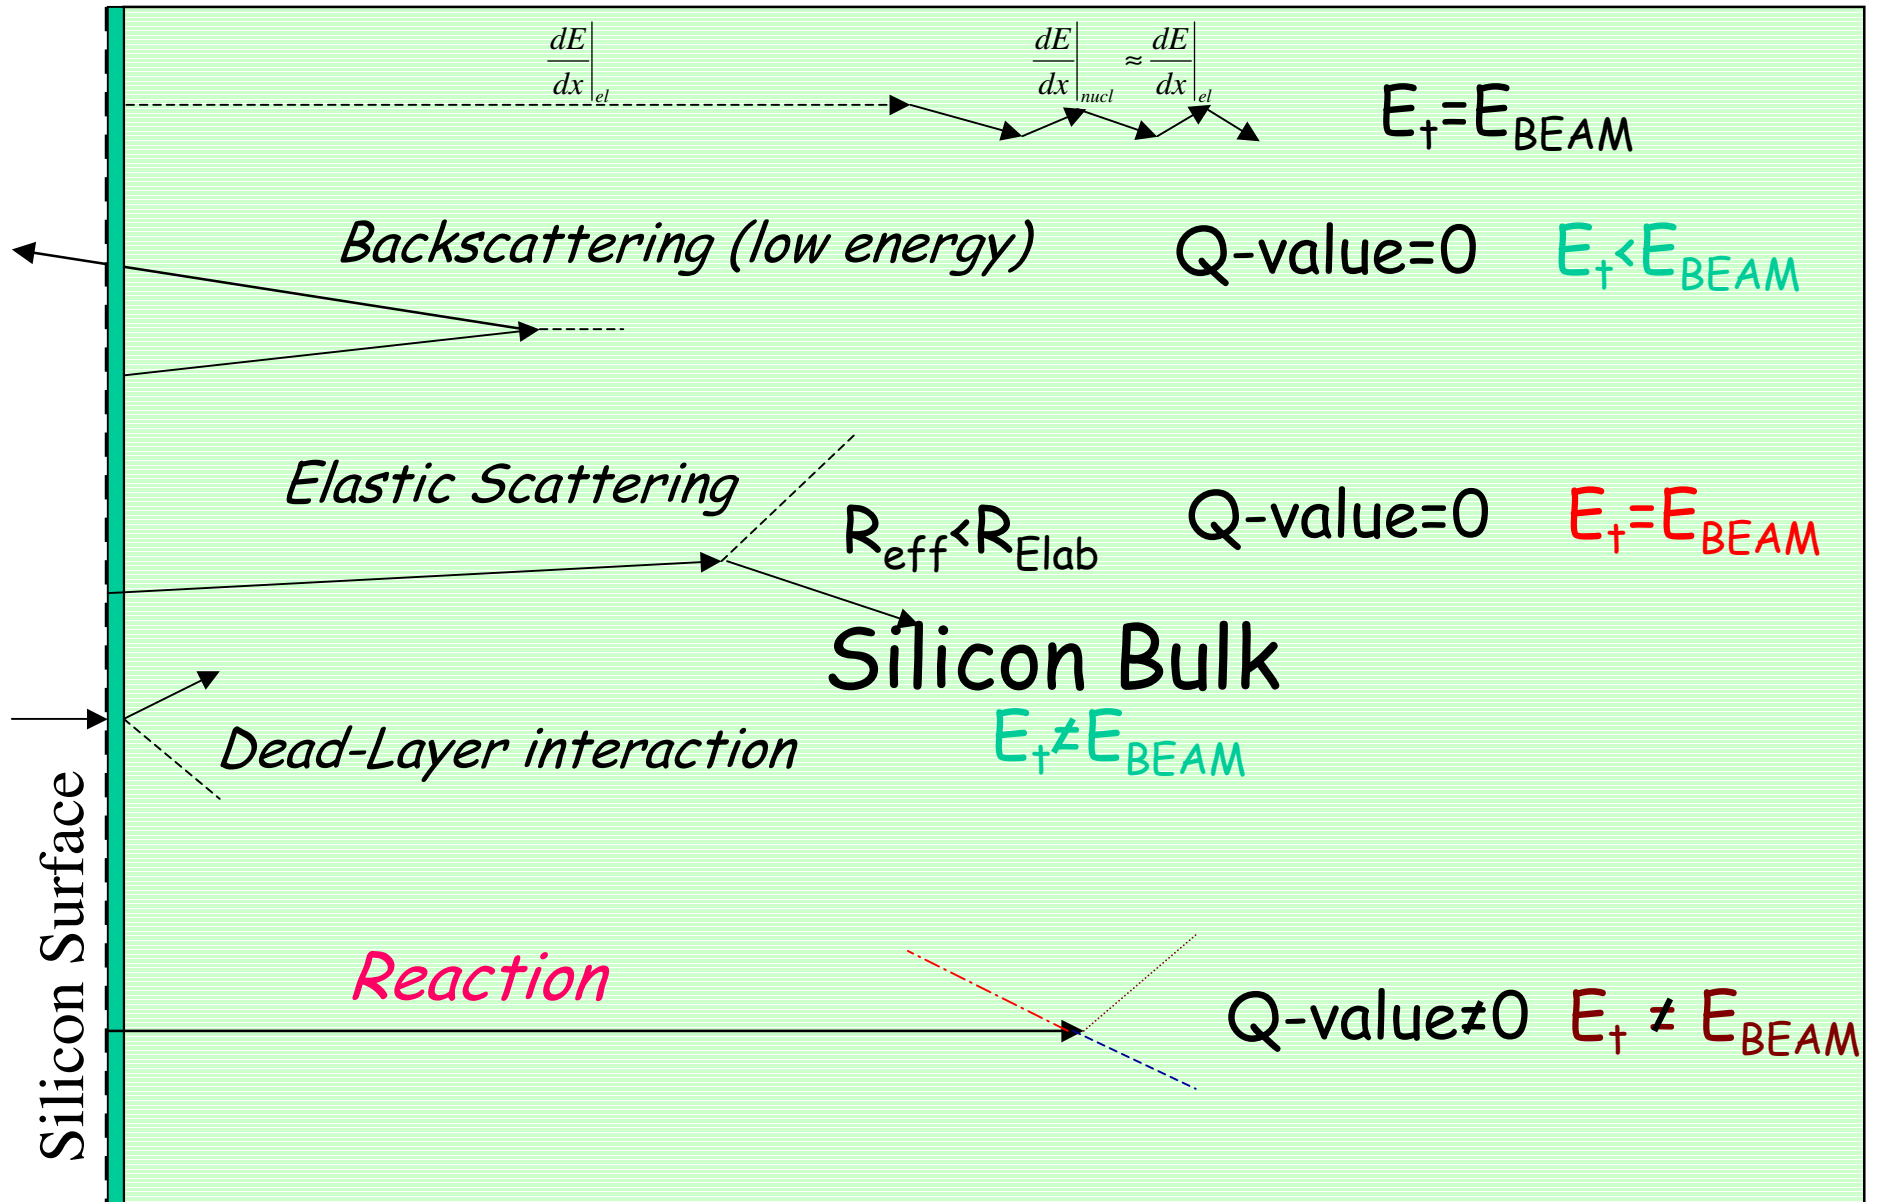 dE/dx|el
dE/dx|nucl ≈ dE/dx|el
Et=EBEAM
Backscattering (low energy)
Q-value=0
Et<EBEAM
Elastic Scattering
Reff<RElab
Q-value=0
Et=EBEAM
Silicon Bulk
Et≠EBEAM
Dead-Layer interaction
Silicon Surface
Reaction
Q-value≠0
Et ≠ EBEAM